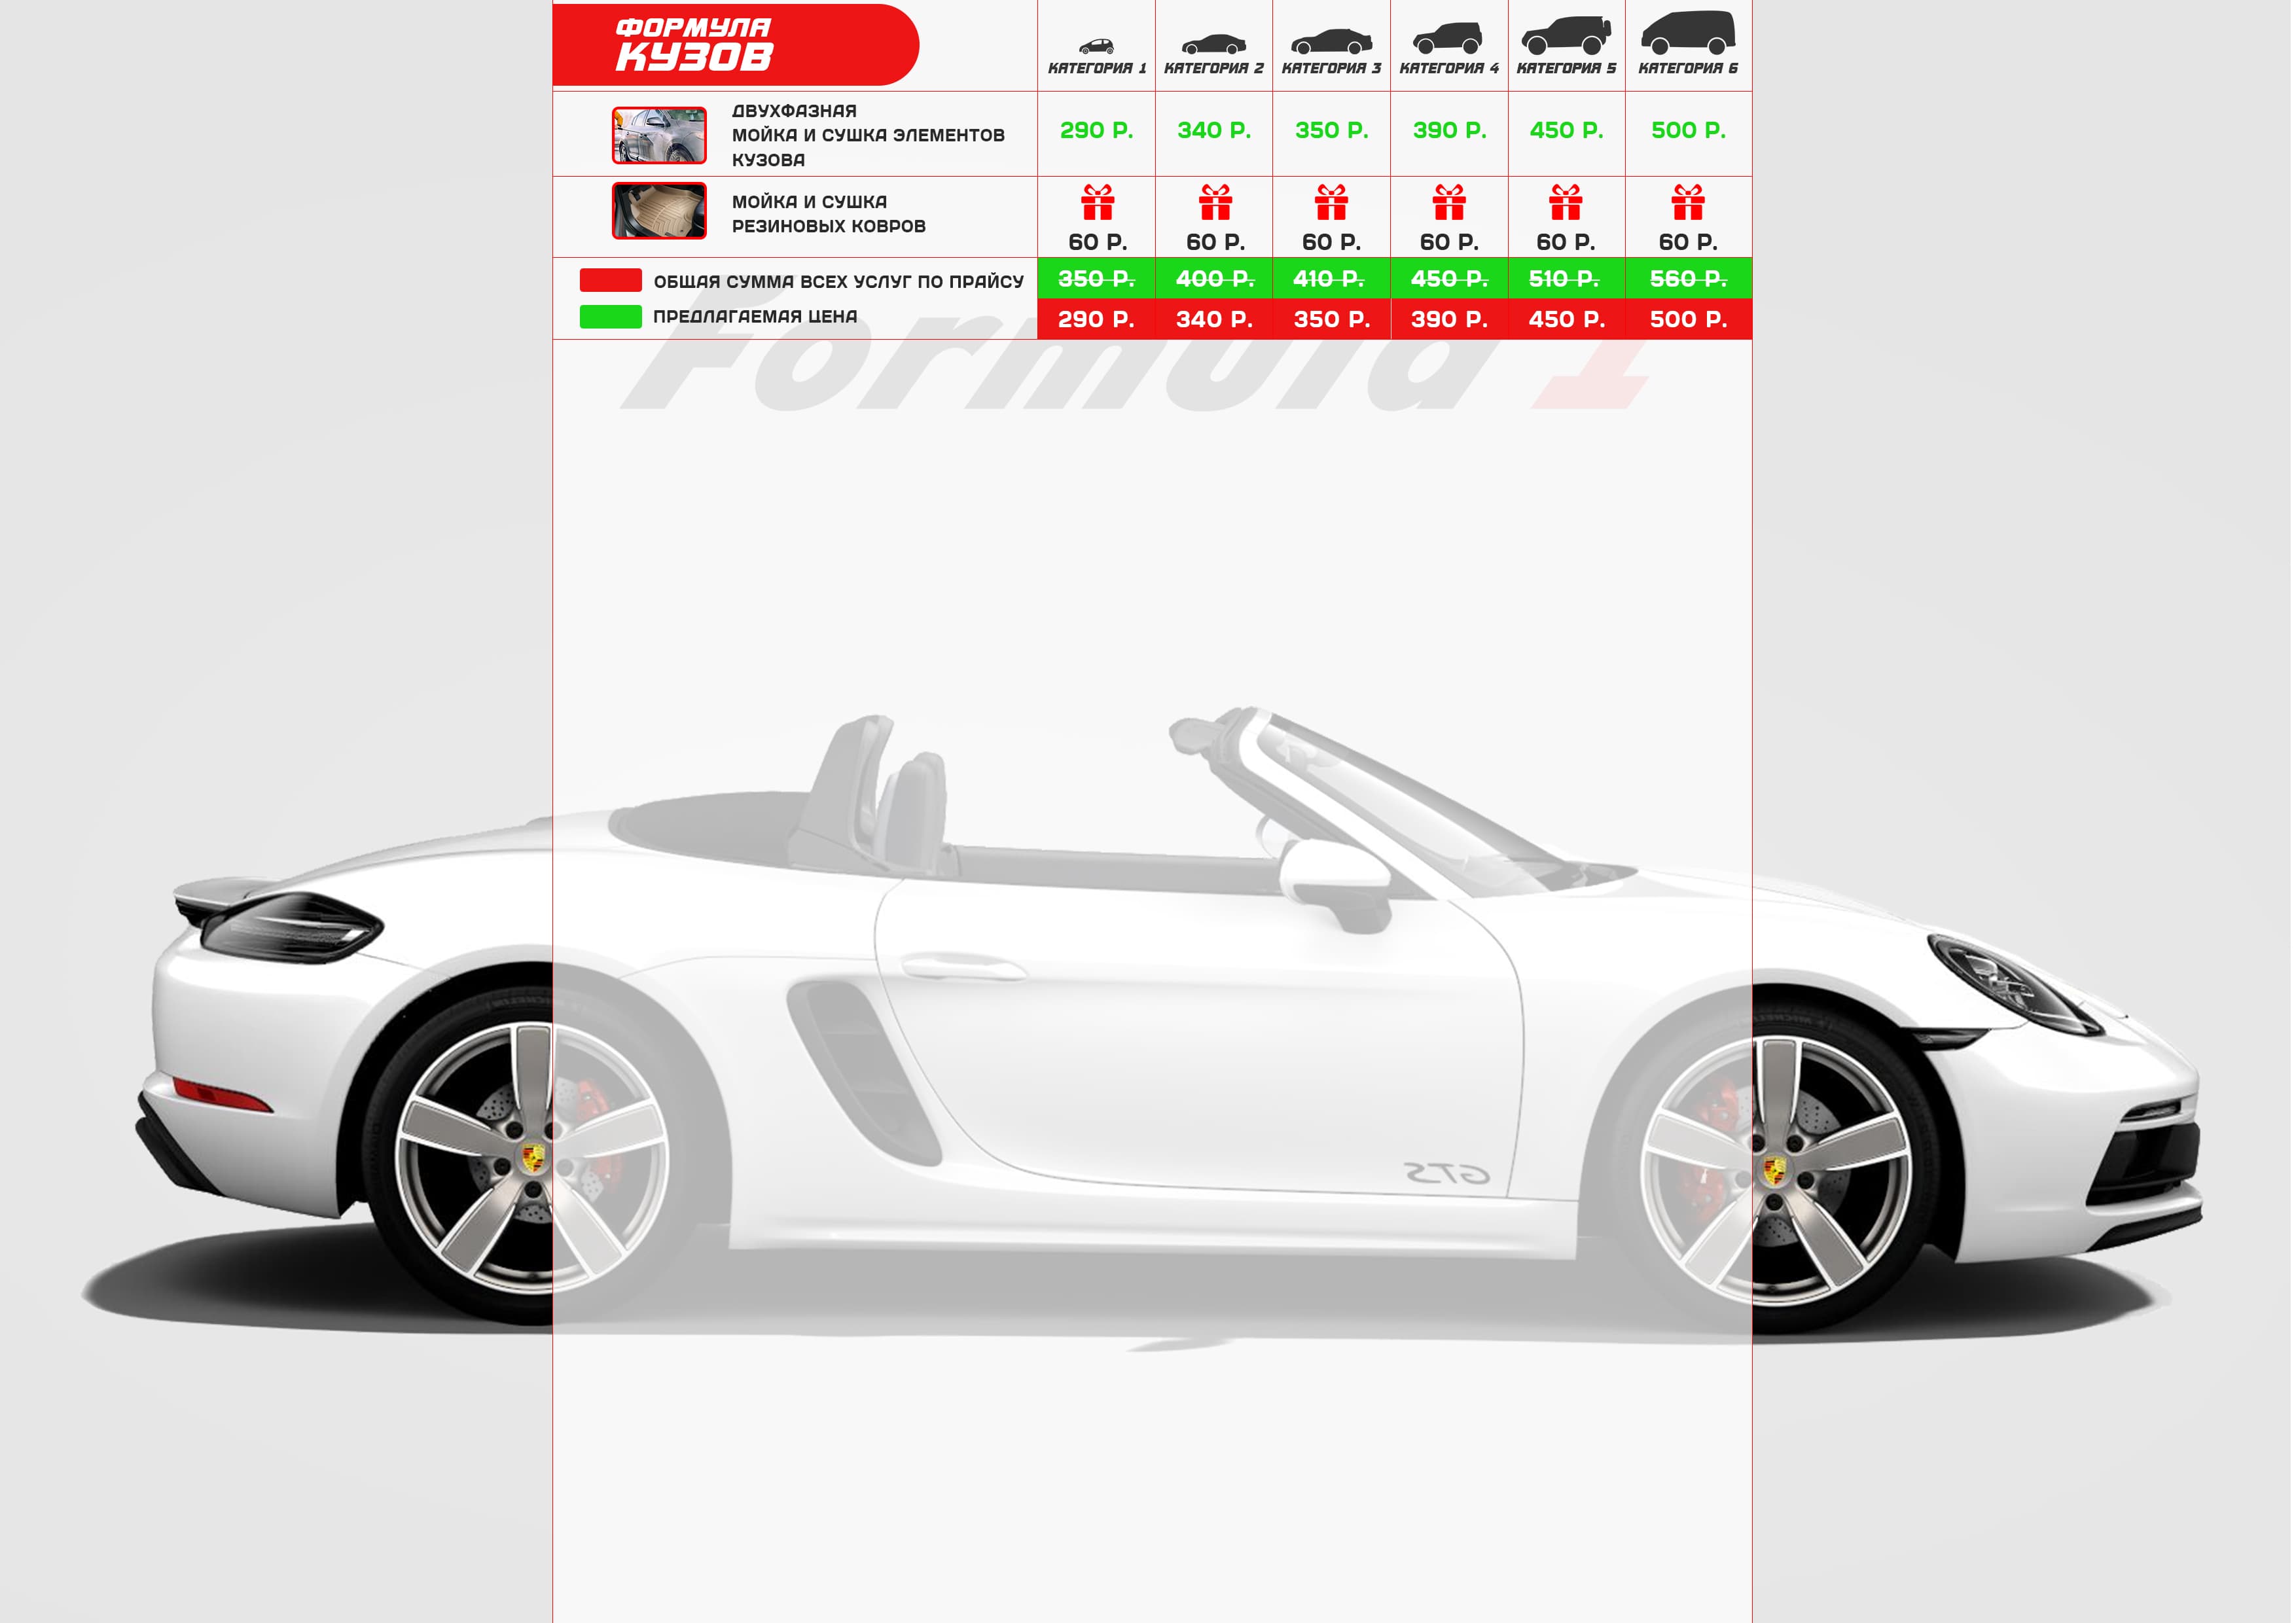 ФОРМУЛА
КУЗОВ
КАТЕГОРИЯ 1 КАТЕГОРИЯ 2 КАТЕГОРИЯ 3 КАТЕГОРИЯ 4 КАТЕГОРИЯ 5 КАТЕГОРИЯ 6
ДВУХФАЗНАЯ
МОЙКА И СУШКА ЭЛЕМЕНТОВ
КУЗОВА
290 Р. 340 Р. 350 Р. 390 Р. 450 Р. 500 Р.
МОЙКА И СУШКА
РЕЗИНОВЫХ КОВРОВ
60 Р. 60 Р. 60 Р. 60 Р. 60 Р. 60 Р.
ОБЩАЯ СУММА ВСЕХ УСЛУГ ПО ПРАЙСУ
350 Р. 400 Р. 410 Р. 450 Р. 510 Р. 560 Р.
ПРЕДЛАГАЕМАЯ ЦЕНА
290 Р. 340 Р. 350 Р. 390 Р. 450 Р. 500 Р.
Formula 1
GTS